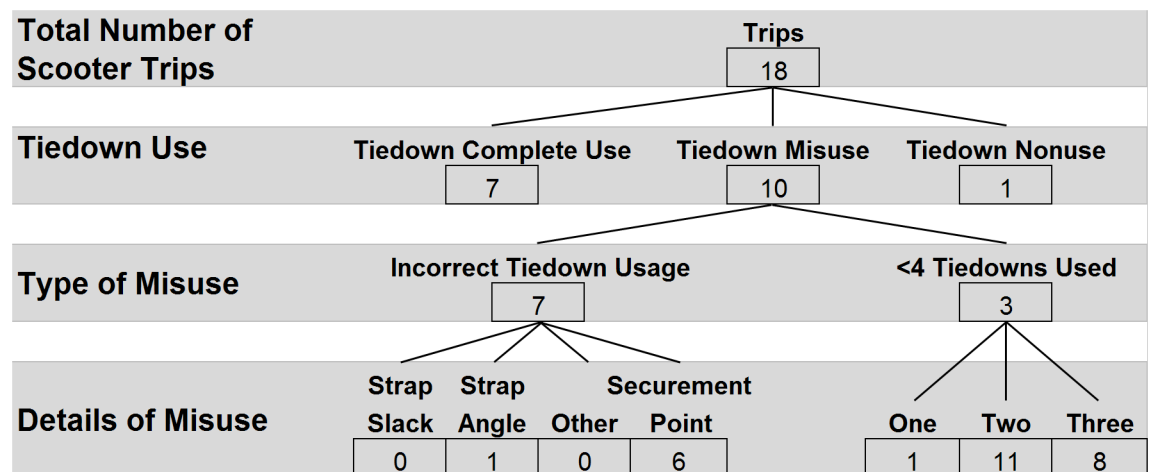 Total Number of
Scooter Trips
Trips
18
Tiedown Use
Tiedown Complete Use
Tiedown Misuse
Tiedown Nonuse
7
10
1
Type of Misuse
Incorrect Tiedown Usage
<4 Tiedowns Used
7
3
Details of Misuse
Strap
Slack
Strap
Angle
Other
Securement
Point
One
Two
Three
0
1
0
6
1
11
8